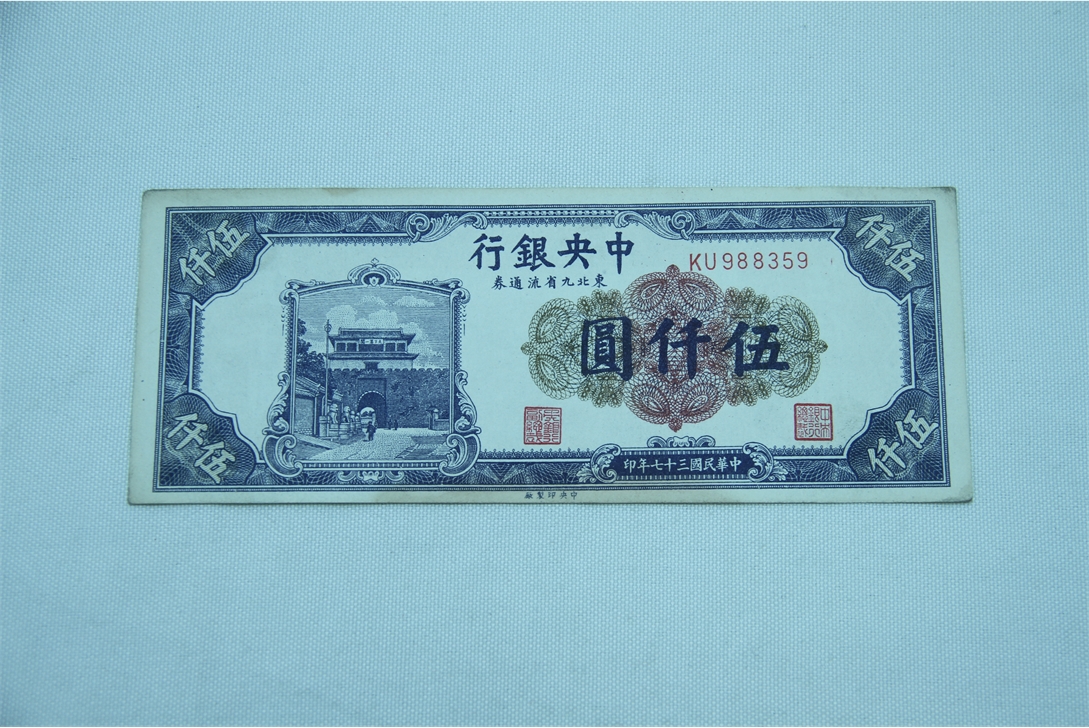 中央銀行
KU988359
東北九省流通券
伍仟圓
伍仟
伍仟
伍仟
伍仟
中華民國三十七年印
中央印製廠